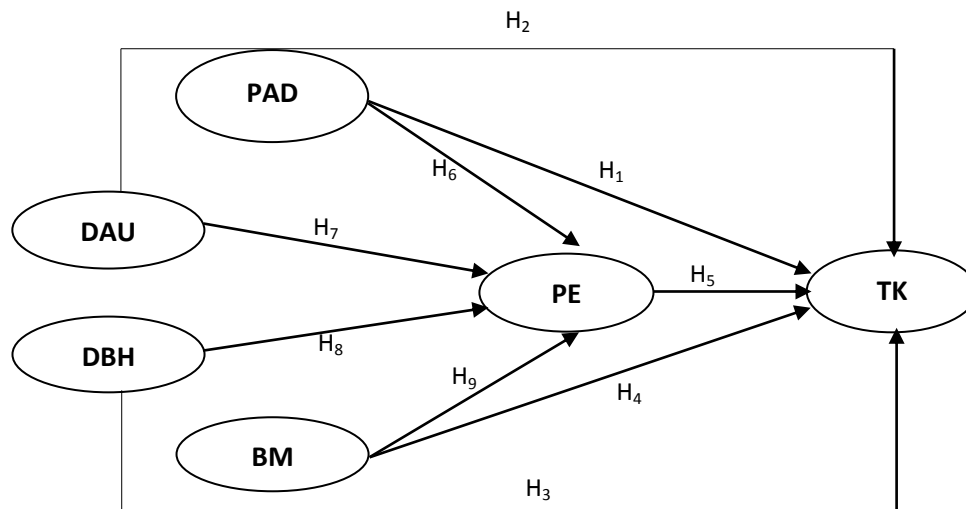 H₂
PAD
H₁
H₆
DAU
H₇
PE
H₅
TK
DBH
H₈
H₉
H₄
BM
H₃